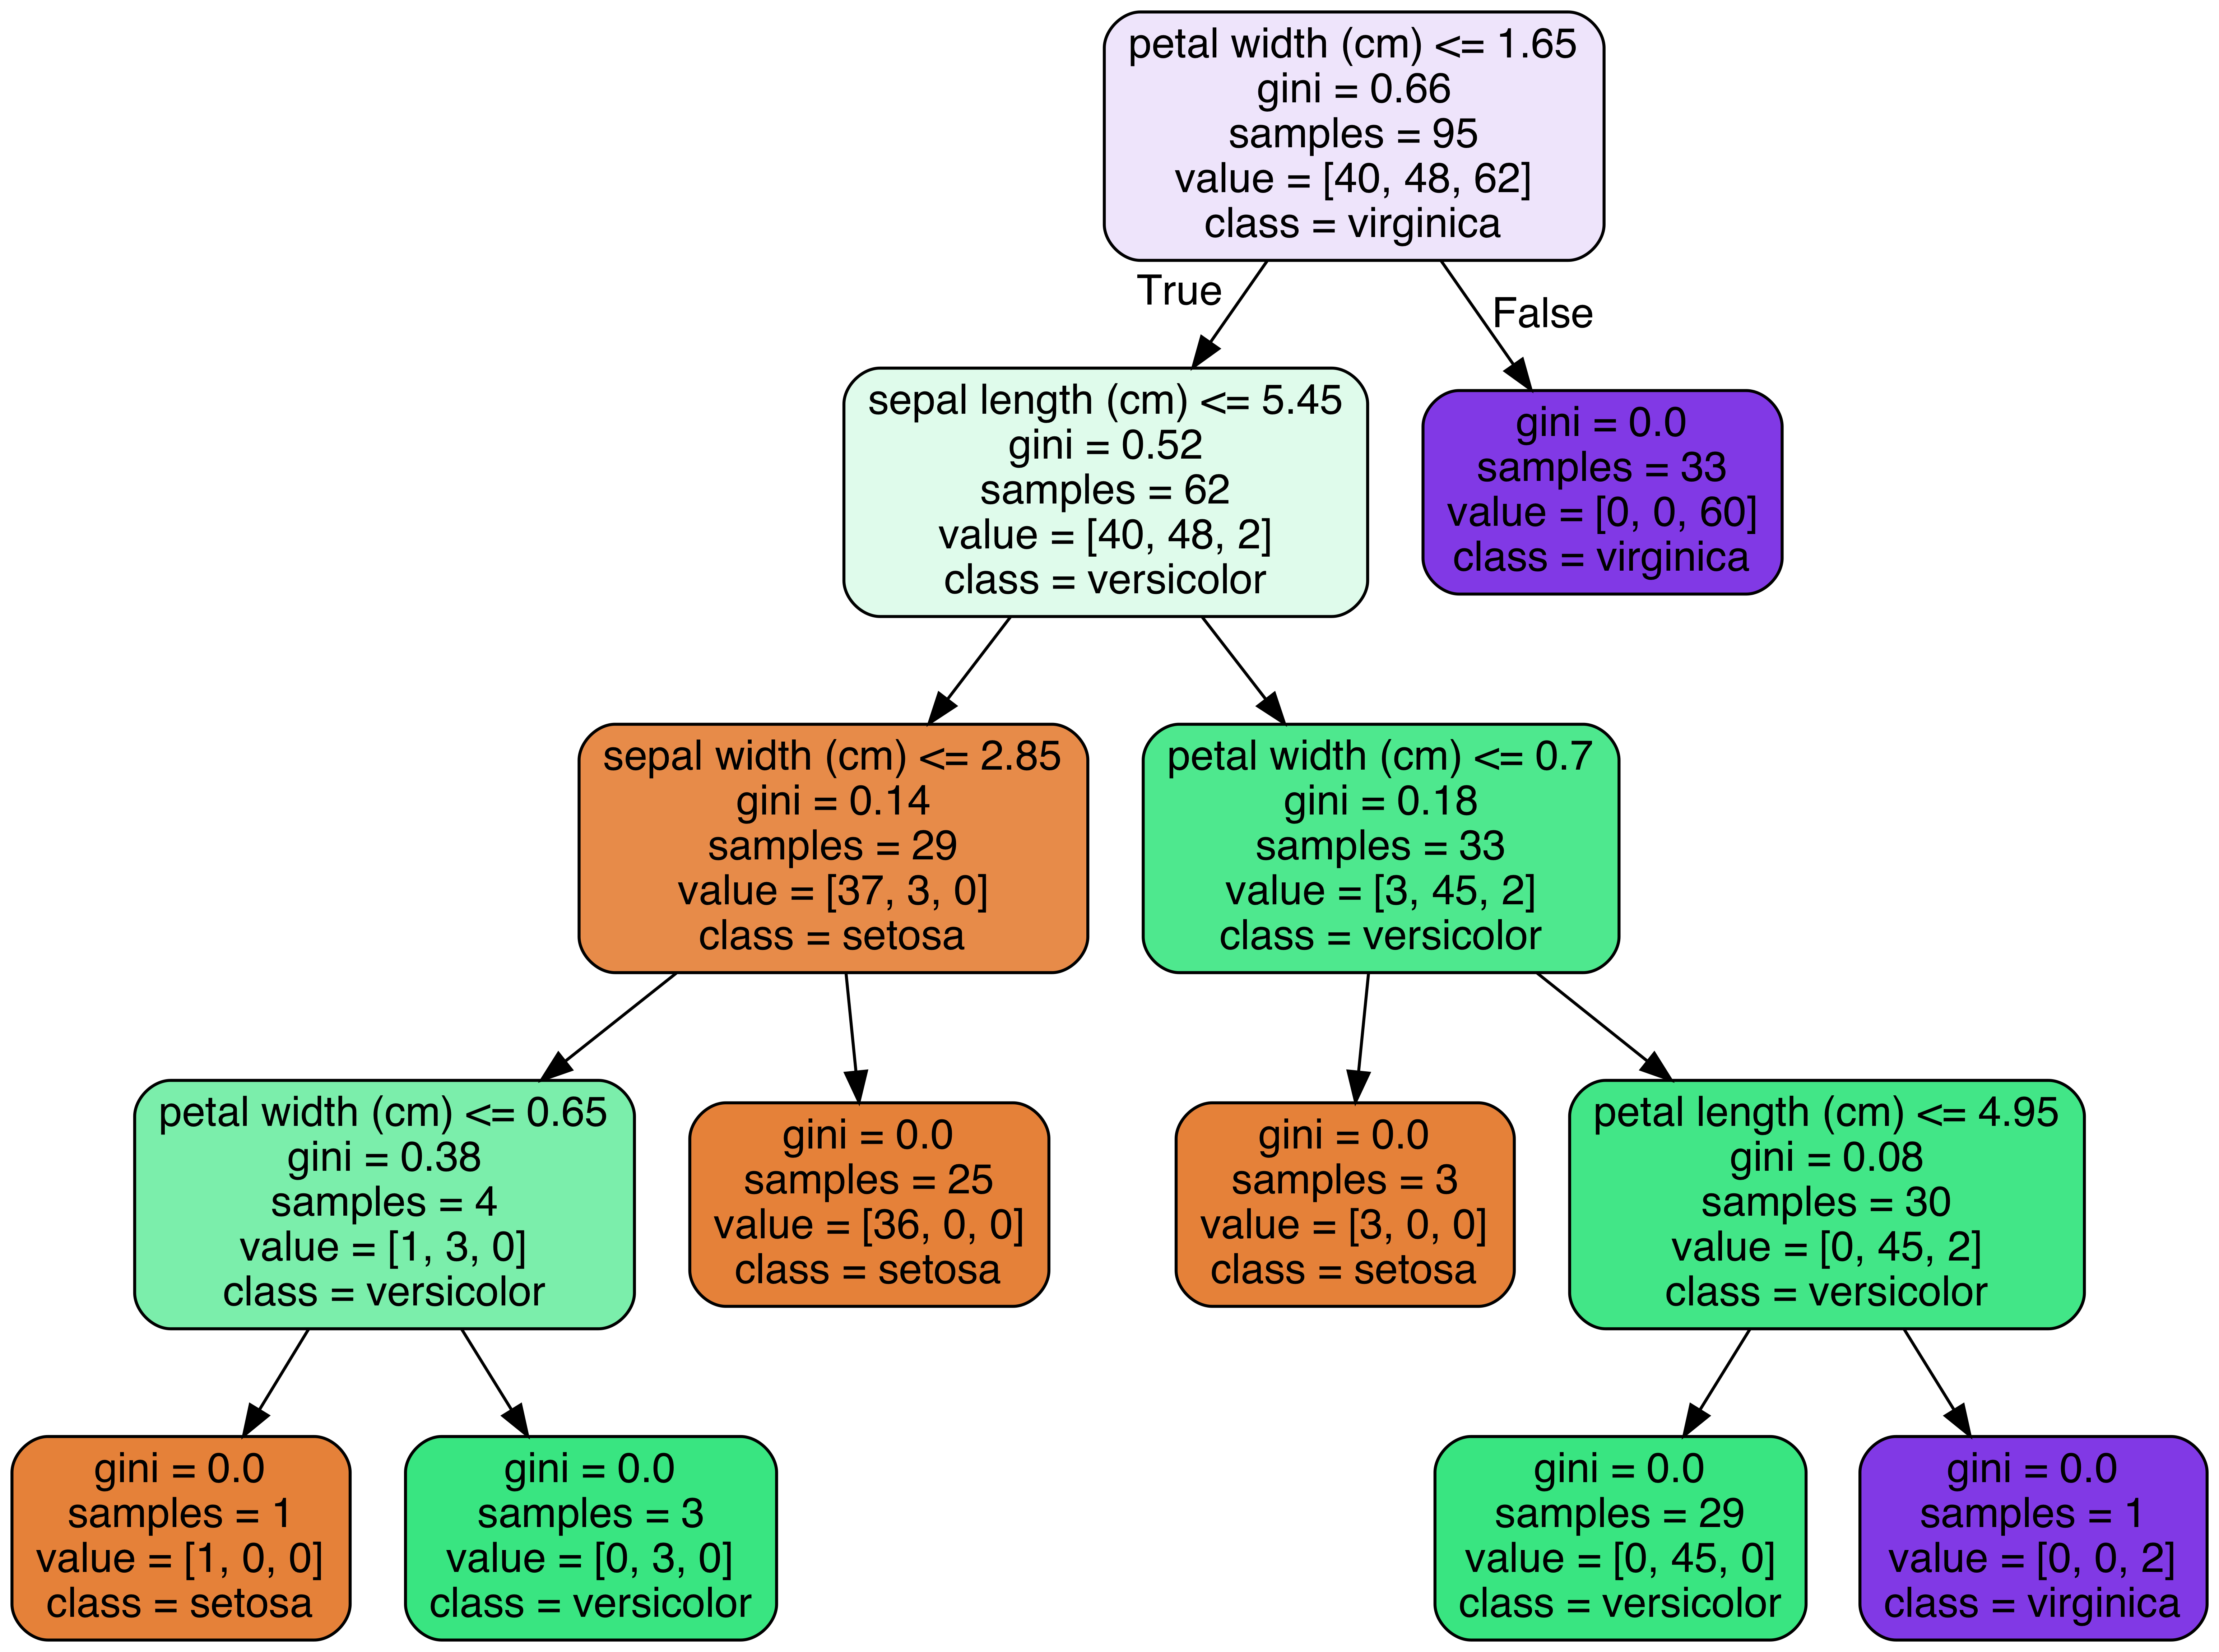 petal width (cm) <= 1.65
gini = 0.66
samples = 95
value = [40, 48, 62]
class = virginica
True
False
sepal length (cm) <= 5.45
gini = 0.52
samples = 62
value = [40, 48, 2]
class = versicolor
gini = 0.0
samples = 33
value = [0, 0, 60]
class = virginica
sepal width (cm) <= 2.85
gini = 0.14
samples = 29
value = [37, 3, 0]
class = setosa
petal width (cm) <= 0.7
gini = 0.18
samples = 33
value = [3, 45, 2]
class = versicolor
petal width (cm) <= 0.65
gini = 0.38
samples = 4
value = [1, 3, 0]
class = versicolor
gini = 0.0
samples = 25
value = [36, 0, 0]
class = setosa
gini = 0.0
samples = 3
value = [3, 0, 0]
class = setosa
petal length (cm) <= 4.95
gini = 0.08
samples = 30
value = [0, 45, 2]
class = versicolor
gini = 0.0
samples = 1
value = [1, 0, 0]
class = setosa
gini = 0.0
samples = 3
value = [0, 3, 0]
class = versicolor
gini = 0.0
samples = 29
value = [0, 45, 0]
class = versicolor
gini = 0.0
samples = 1
value = [0, 0, 2]
class = virginica